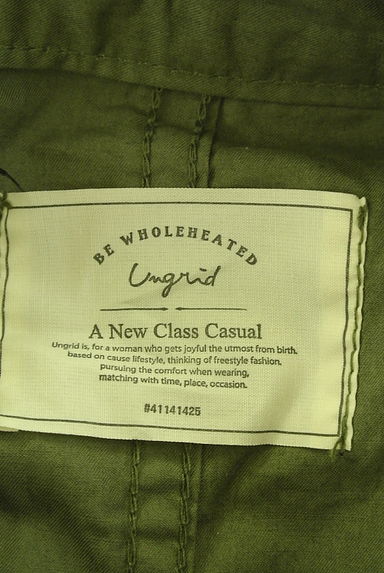 BE WHOLEHEATED
Ungrid
A New Class Casual
Ungrid is, for a woman who gets joyful the utmost from birth.
based on cause lifestyle, thinking of freestyle fashion,
pursuing the comfort when wearing,
matching with time, place, occasion.
#41141425